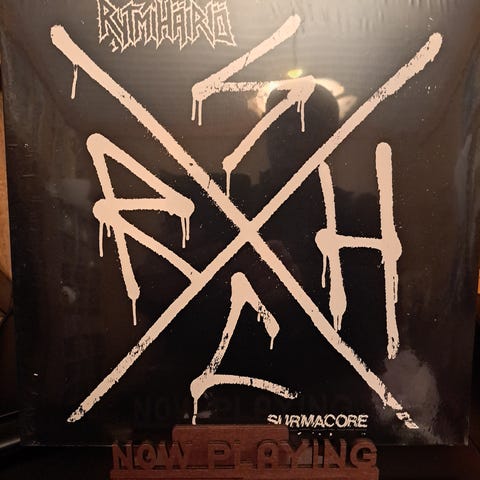 RYTMIHÄIRIÖ
S
R H
C
SURMACORE
NOW PLAYING